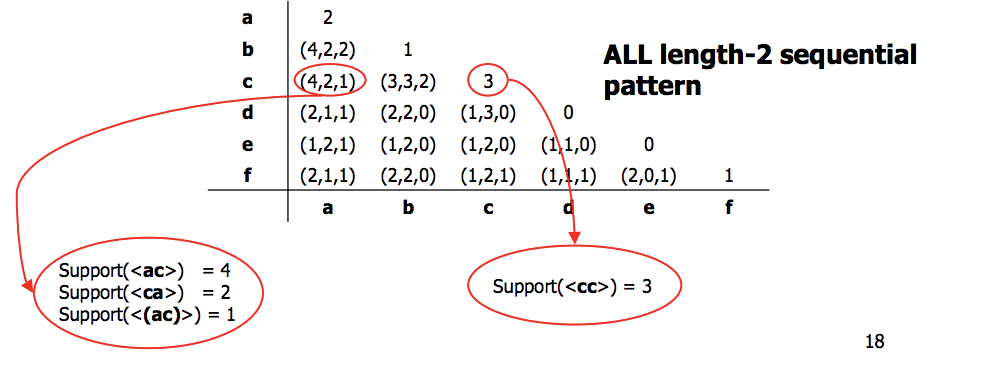 a 2
b (4,2,2) 1
c (4,2,1) (3,3,2) 3
d (2,1,1) (2,2,0) (1,3,0) 0
e (1,2,1) (1,2,0) (1,2,0) (1,1,0) 0
f (2,1,1) (2,2,0) (1,2,1) (1,1,1) (2,0,1) 1
a b c d e f
ALL length-2 sequential
pattern
Support(<ac>) = 4
Support(<ca>) = 2
Support(<(ac)>) = 1
Support(<cc>) = 3
18